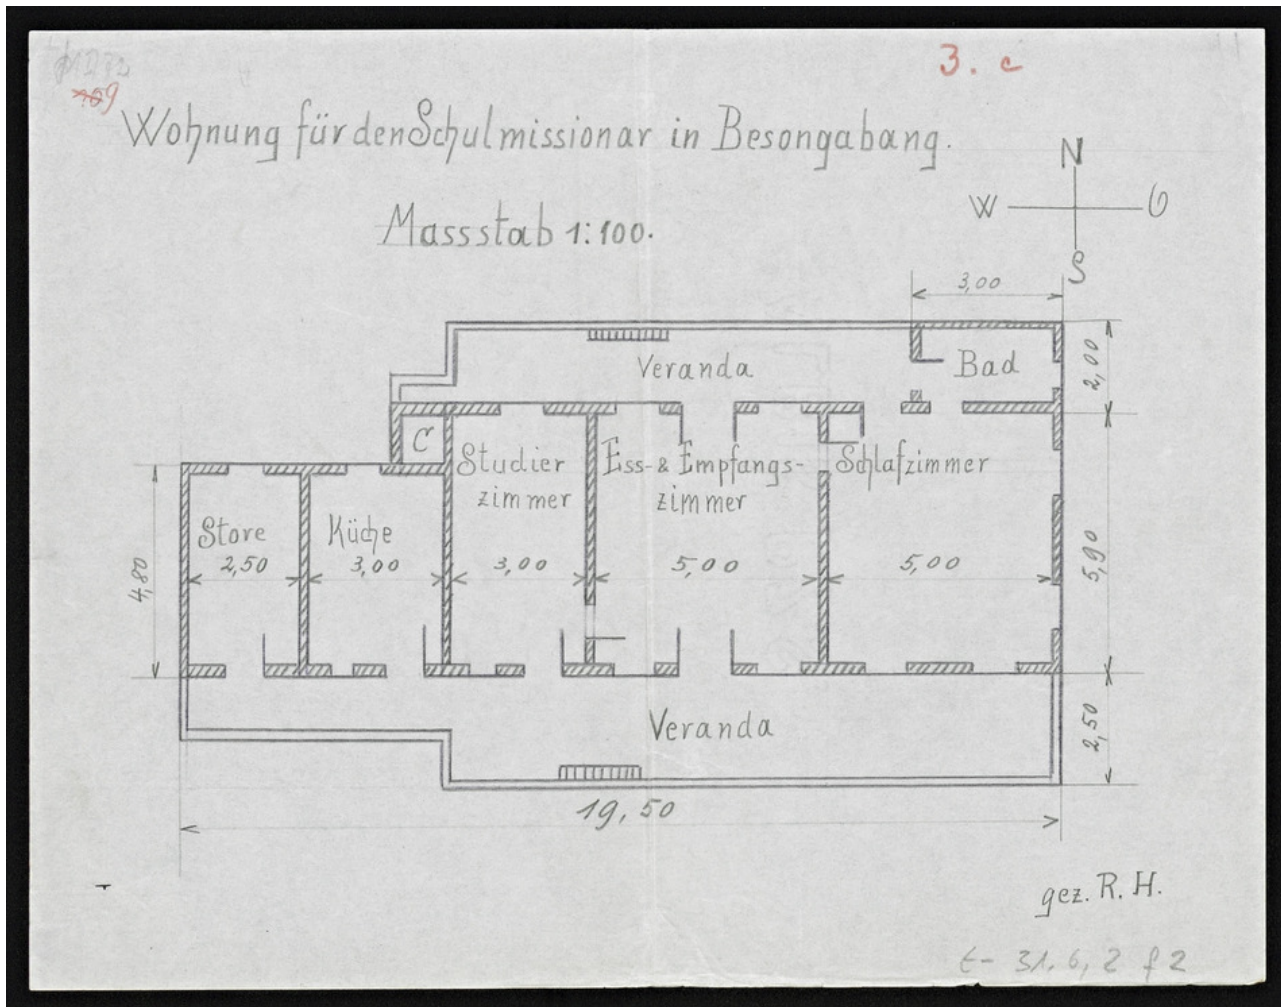 3. c
Wohnung für den Schulmissionar in Besongabang.
Massstab 1:100.
N
W O
S
3,00
Veranda
Bad
2,00
C
Studier
zimmer
Ess- & Empfangs-
zimmer
Schlafzimmer
Store
2,50
Küche
3,00
3,00
5,00
5,00
4,80
5,90
Veranda
2,50
19,50
gez. R. H.
E- 31.6,2 f 2